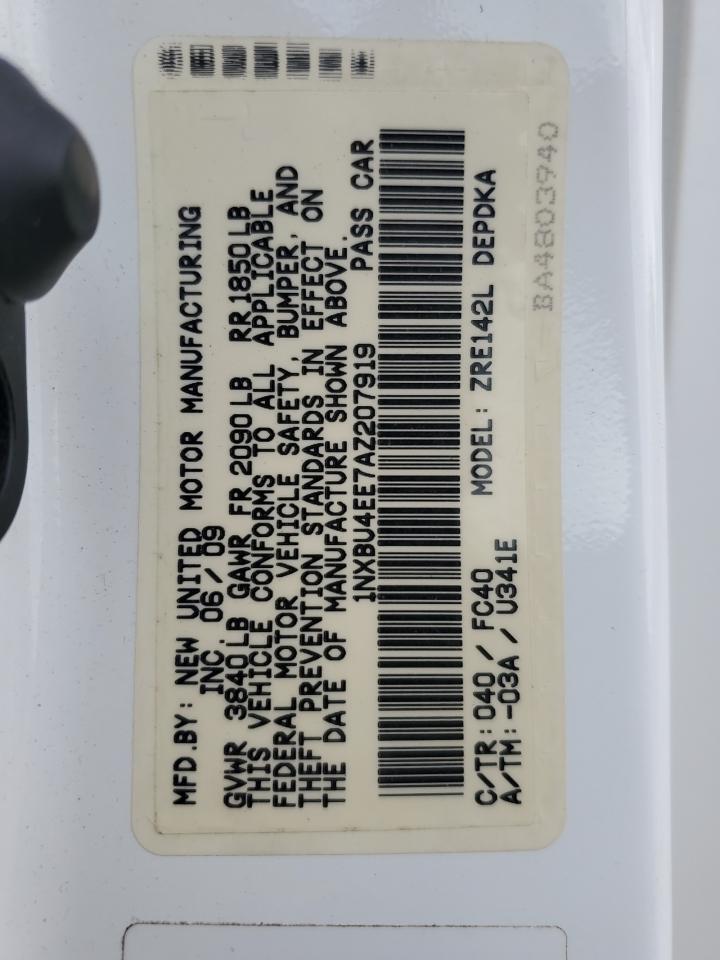 MFD.BY: NEW UNITED MOTOR MANUFACTURING
INC. 06/09
GVWR 3840LB GAWR FR 2090LB RR1850LB
THIS VEHICLE CONFORMS TO ALL APPLICABLE
FEDERAL MOTOR VEHICLE SAFETY, BUMPER, AND
THEFT PREVENTION STANDARDS IN EFFECT ON
THE DATE OF MANUFACTURE SHOWN ABOVE.
1NXBU4EE7AZ207919 PASS CAR
C/TR: 040 / FC40 MODEL: ZRE142L DEPDKA
A/TM: -03A / U341E
BA4803940